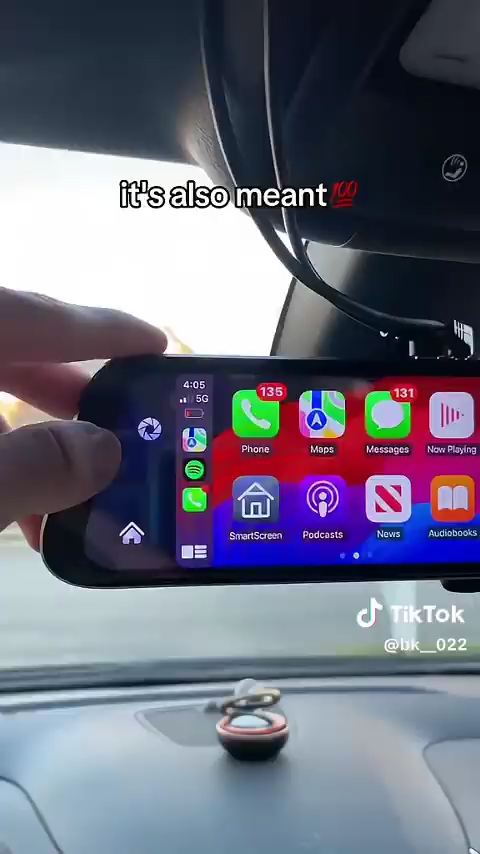 it's also meant💯
4:05
5G
135
131
Phone
Maps
Messages
Now Playing
SmartScreen
Podcasts
News
Audiobooks
TikTok
@bk__022